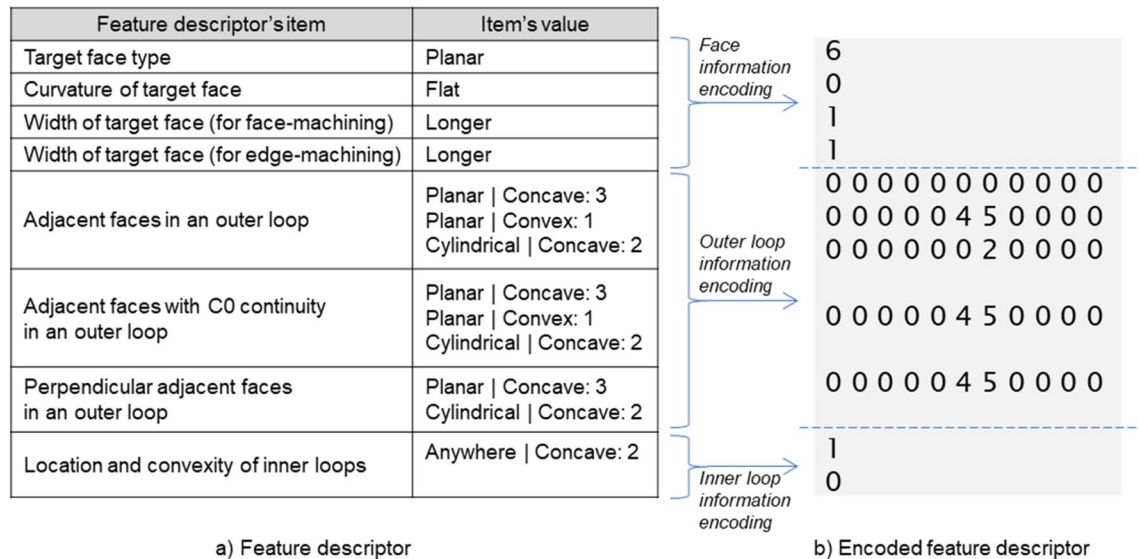 Feature descriptor's item
Item's value
Target face type
Planar
Curvature of target face
Flat
Width of target face (for face-machining)
Longer
Width of target face (for edge-machining)
Longer
Adjacent faces in an outer loop
Planar | Concave: 3
Planar | Convex: 1
Cylindrical | Concave: 2
Adjacent faces with C0 continuity
in an outer loop
Planar | Concave: 3
Planar | Convex: 1
Cylindrical | Concave: 2
Perpendicular adjacent faces
in an outer loop
Planar | Concave: 3
Cylindrical | Concave: 2
Location and convexity of inner loops
Anywhere | Concave: 2
a) Feature descriptor
Face
information
encoding
Outer loop
information
encoding
Inner loop
information
encoding
6
0
1
1
0 0 0 0 0 0 0 0 0 0 0
0 0 0 0 0 4 5 0 0 0 0
0 0 0 0 0 0 2 0 0 0 0
0 0 0 0 0 4 5 0 0 0 0
0 0 0 0 0 4 5 0 0 0 0
1
0
b) Encoded feature descriptor